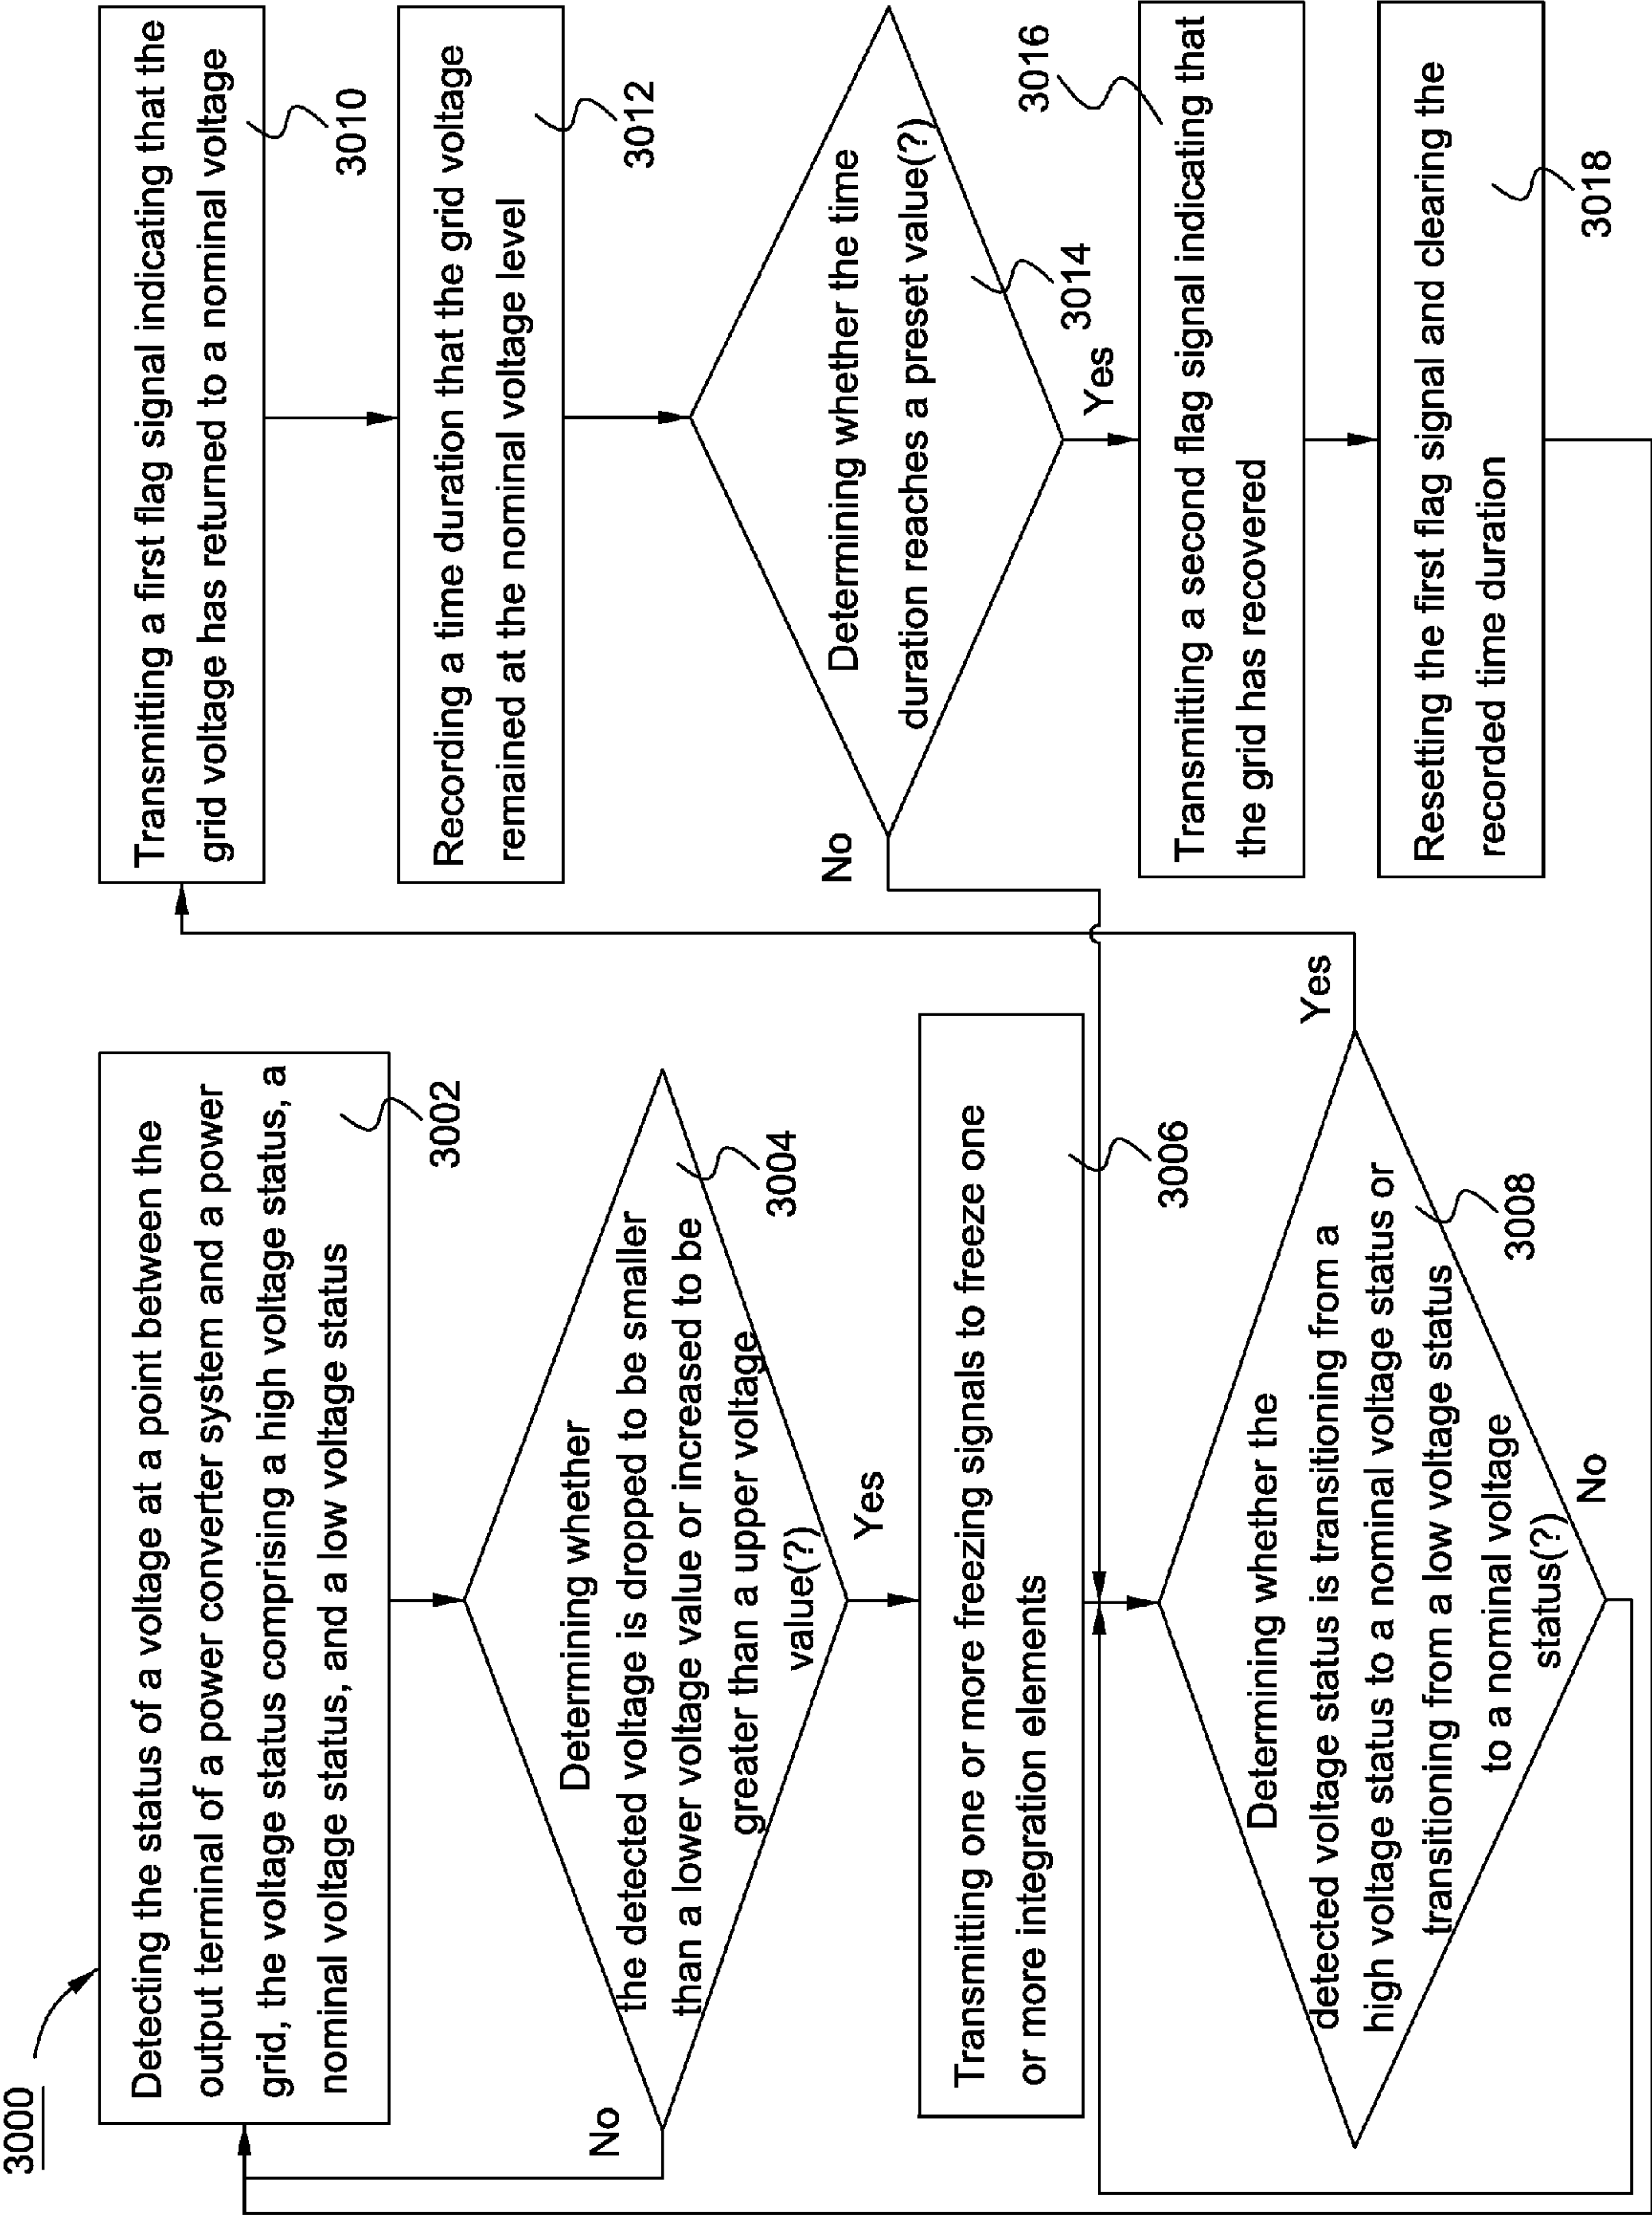 3000
Detecting the status of a voltage at a point between the
output terminal of a power converter system and a power
grid, the voltage status comprising a high voltage status, a
nominal voltage status, and a low voltage status
3002
Determining whether
the detected voltage is dropped to be smaller
than a lower voltage value or increased to be
greater than a upper voltage
value(?)
3004
No
Yes
Transmitting one or more freezing signals to freeze one
or more integration elements
3006
Determining whether the
detected voltage status is transitioning from a
high voltage status to a nominal voltage status or
transitioning from a low voltage status
to a nominal voltage
status(?)
3008
Yes
No
Transmitting a first flag signal indicating that the
grid voltage has returned to a nominal voltage
3010
Recording a time duration that the grid voltage
remained at the nominal voltage level
3012
Determining whether the time
duration reaches a preset value(?)
3014
No
Yes
3016
Transmitting a second flag signal indicating that
the grid has recovered
Resetting the first flag signal and clearing the
recorded time duration
3018